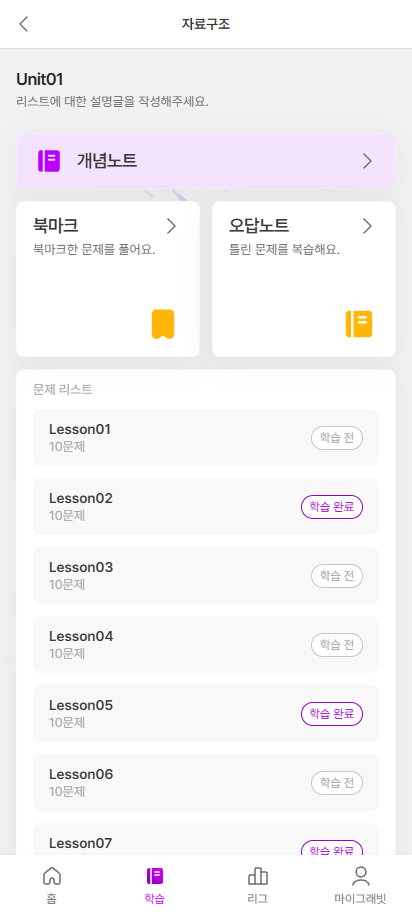 자료구조
Unit01
리스트에 대한 설명글을 작성해주세요.
개념노트
북마크
북마크한 문제를 풀어요.
오답노트
틀린 문제를 복습해요.
문제 리스트
Lesson01
10문제
학습 전
Lesson02
10문제
학습 완료
Lesson03
10문제
학습 전
Lesson04
10문제
학습 전
Lesson05
10문제
학습 완료
Lesson06
10문제
학습 전
Lesson07
학습 완료
홈
학습
리그
마이그래빗